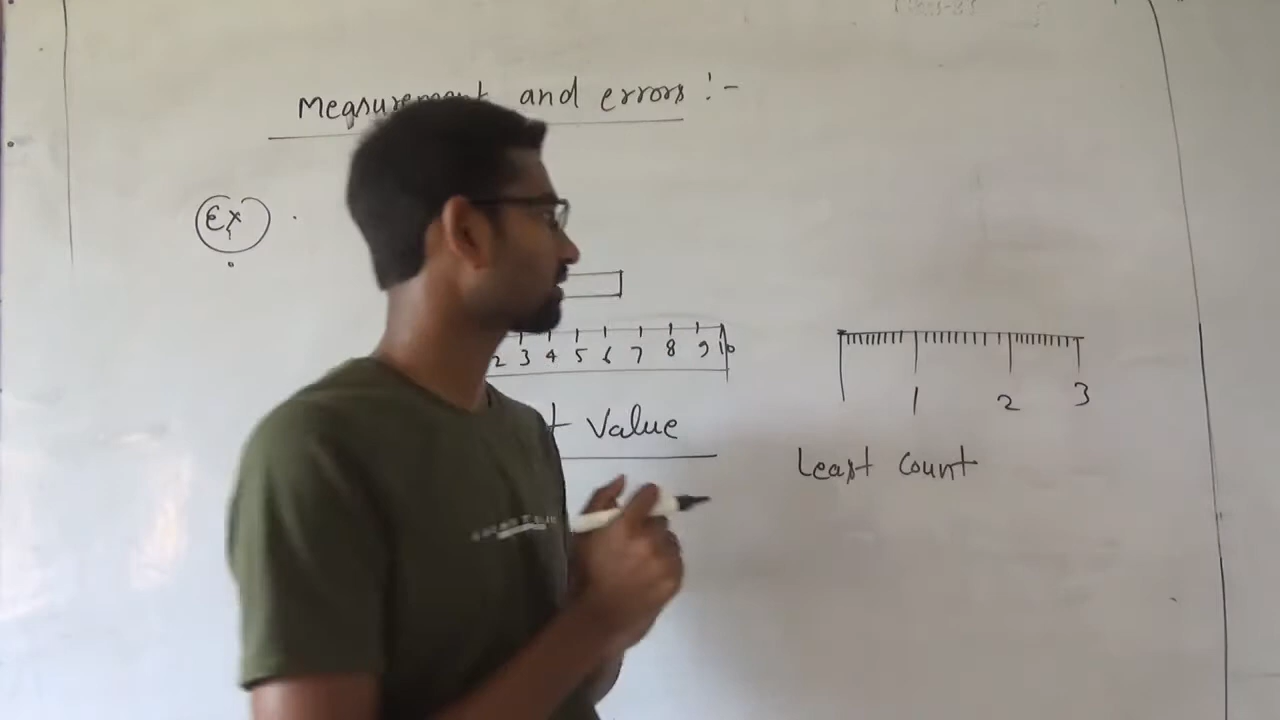 Measurement and errors :-
Ex
2 3 4 5 6 7 8 9 10
t Value
1 2 3
Least Count